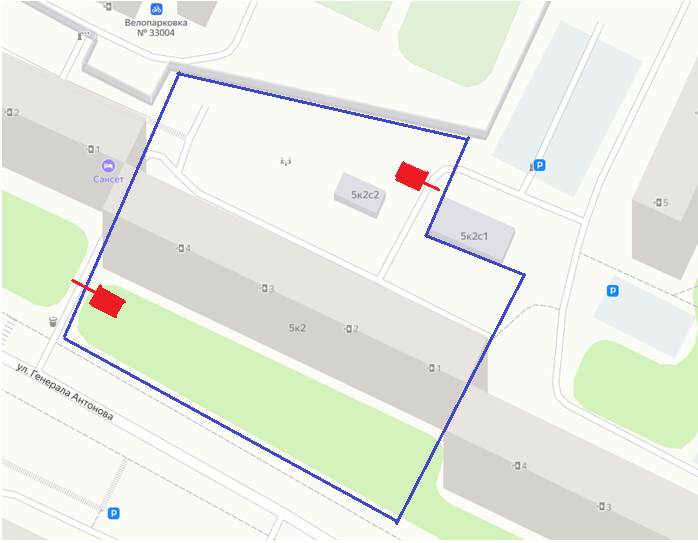 Велопарковка
№ 33004
2
1
Сансет
P
5
5к2с2
5к2с1
4
3
P
5к2
2
1
ул. Генерала Антонова
4
3
P